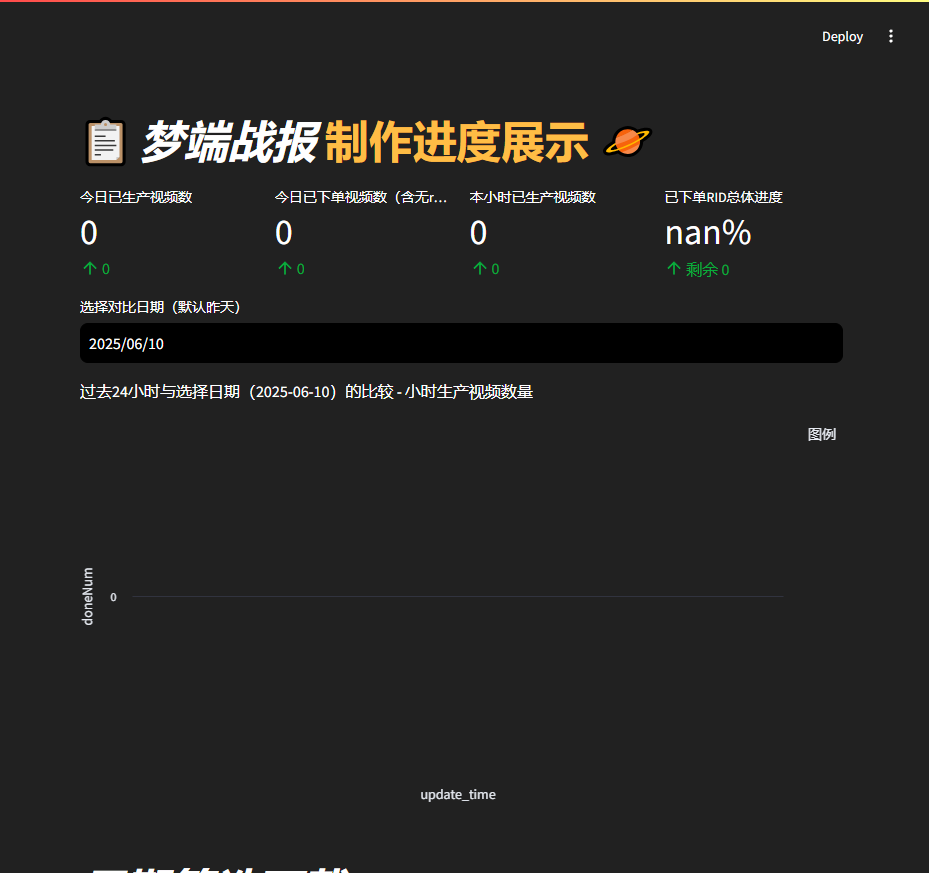 Deploy
梦端战报制作进度展示
今日已生产视频数
0
↑ 0
今日已下单视频数（含无r...
0
↑ 0
本小时已生产视频数
0
↑ 0
已下单RID总体进度
nan%
↑ 剩余 0
选择对比日期（默认昨天）
2025/06/10
过去24小时与选择日期（2025-06-10）的比较 - 小时生产视频数量
图例
doneNum
0
update_time